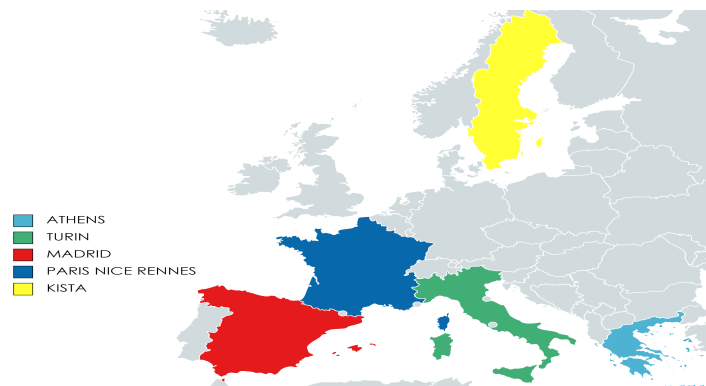 ATHENS
TURIN
MADRID
PARIS NICE RENNES
KISTA